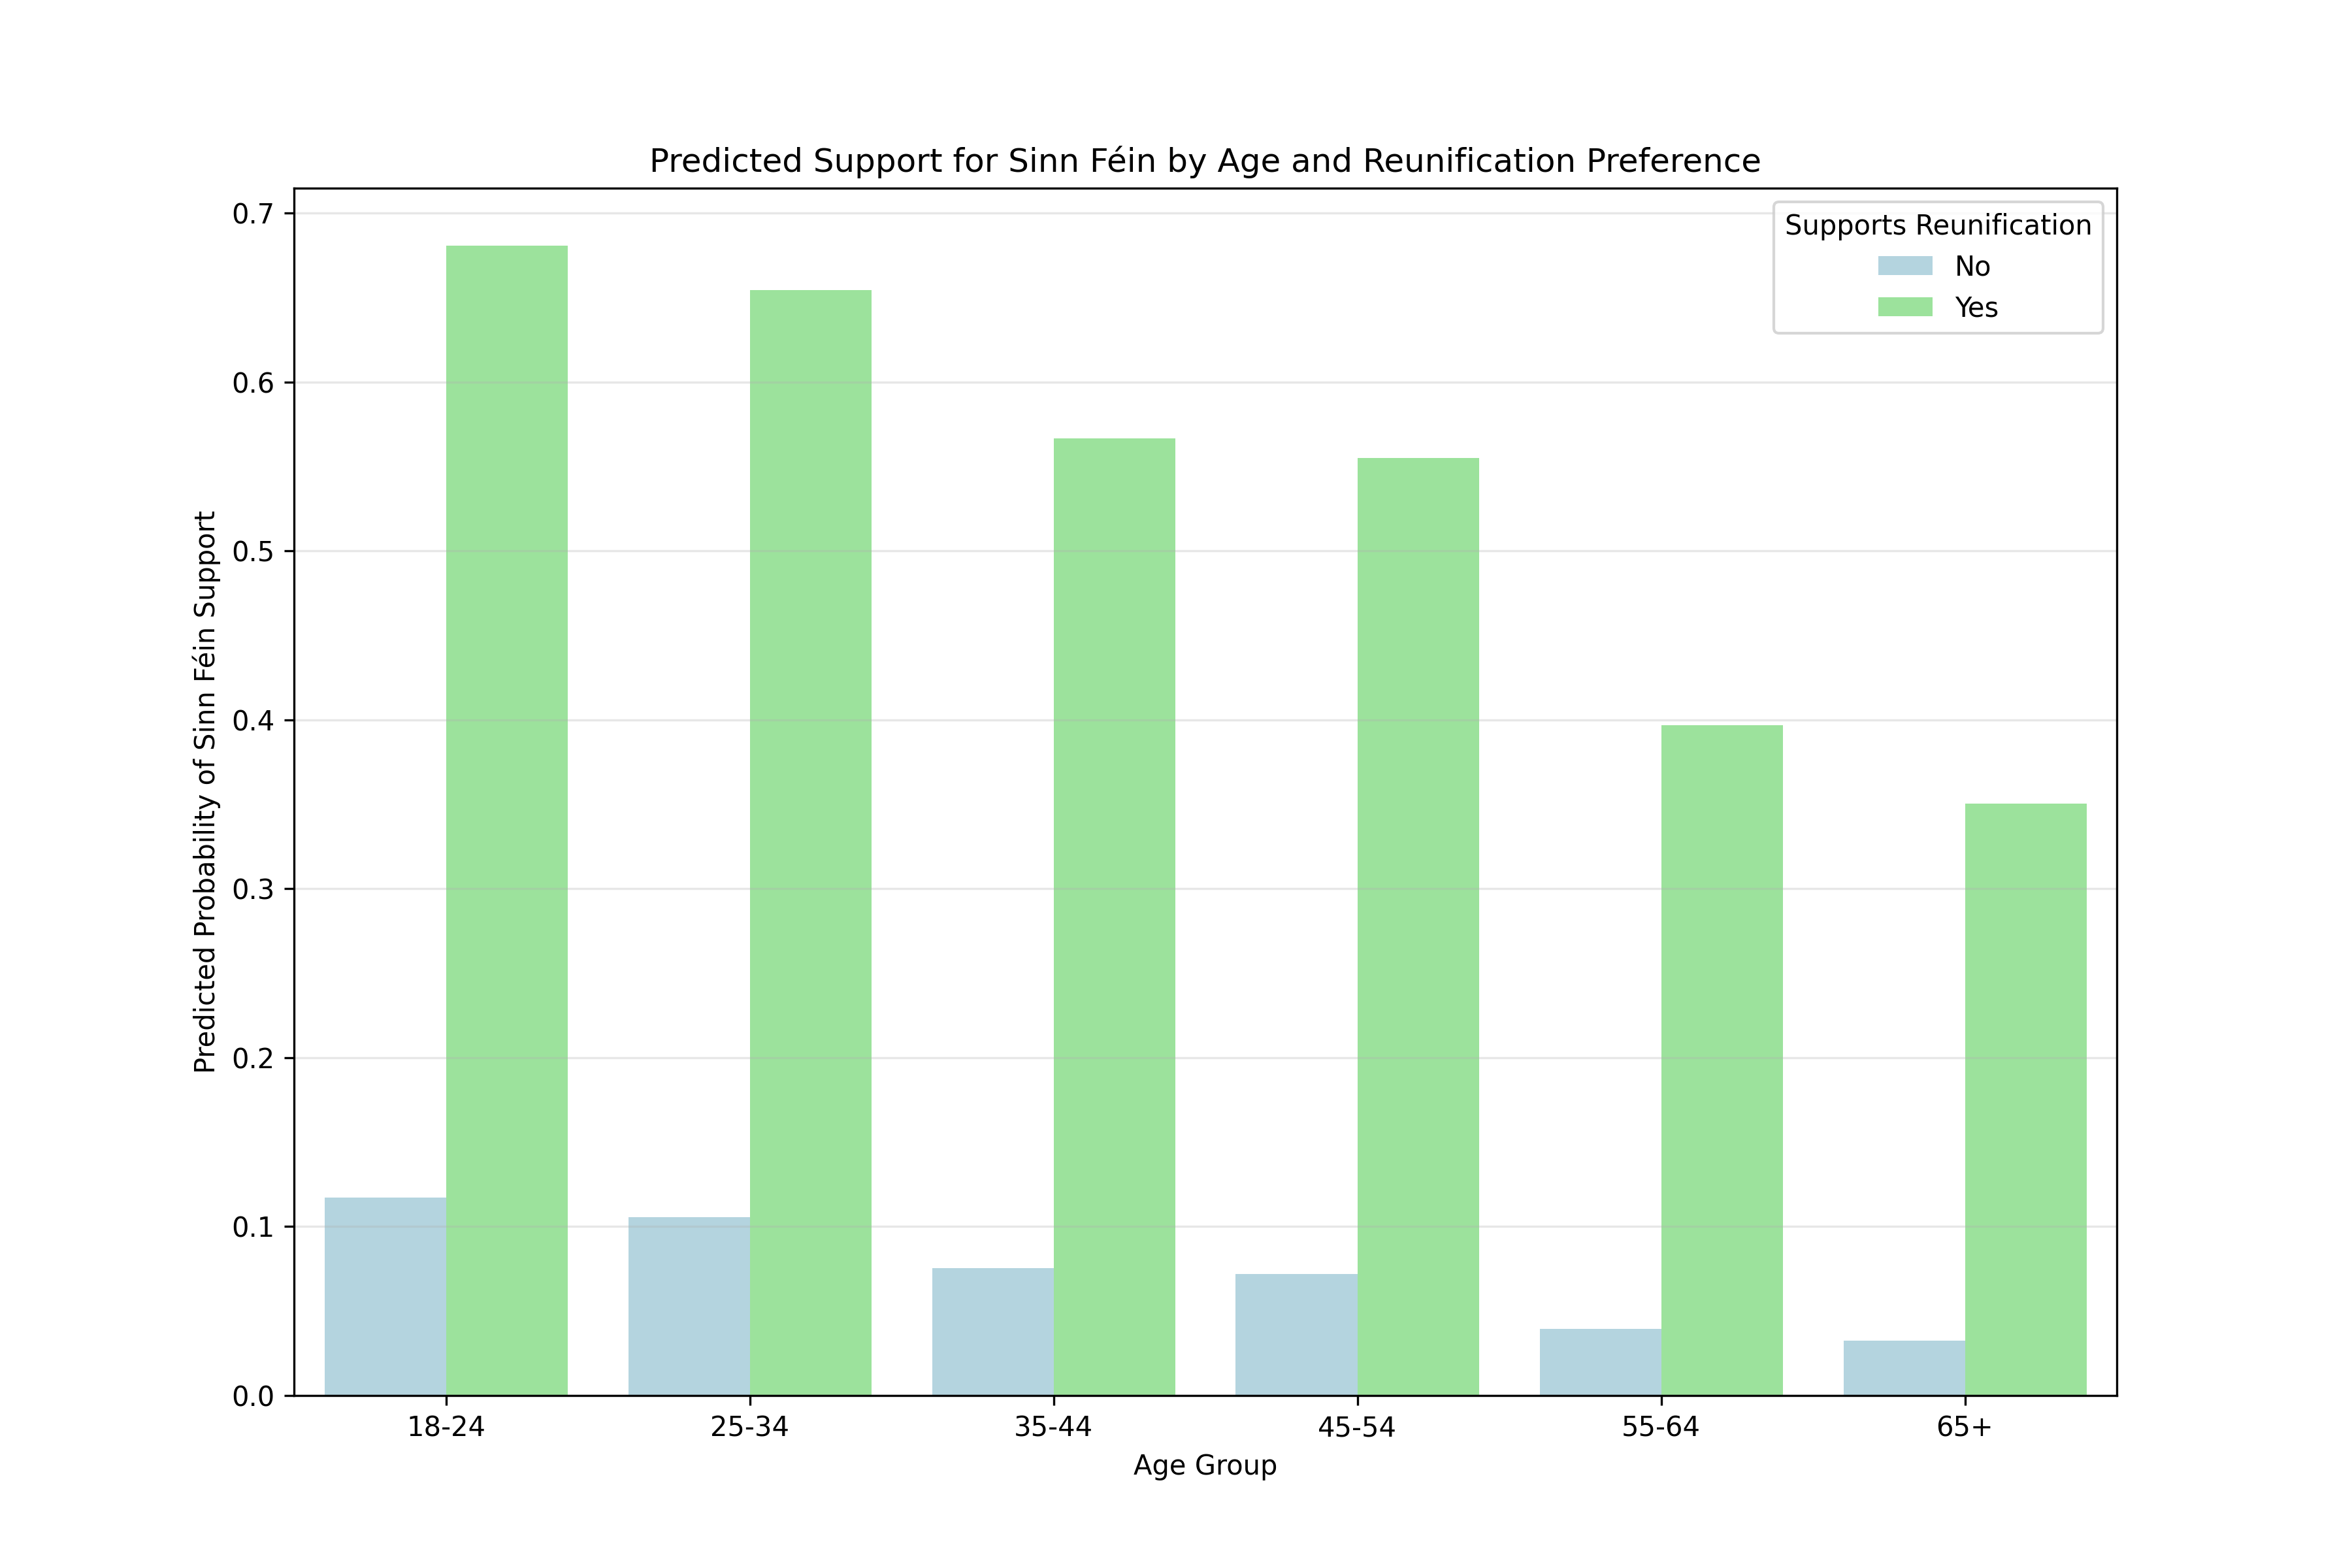 Predicted Support for Sinn Féin by Age and Reunification Preference
Supports Reunification
No
Yes
Predicted Probability of Sinn Féin Support
0.7
0.6
0.5
0.4
0.3
0.2
0.1
0.0
18-24
25-34
35-44
45-54
55-64
65+
Age Group